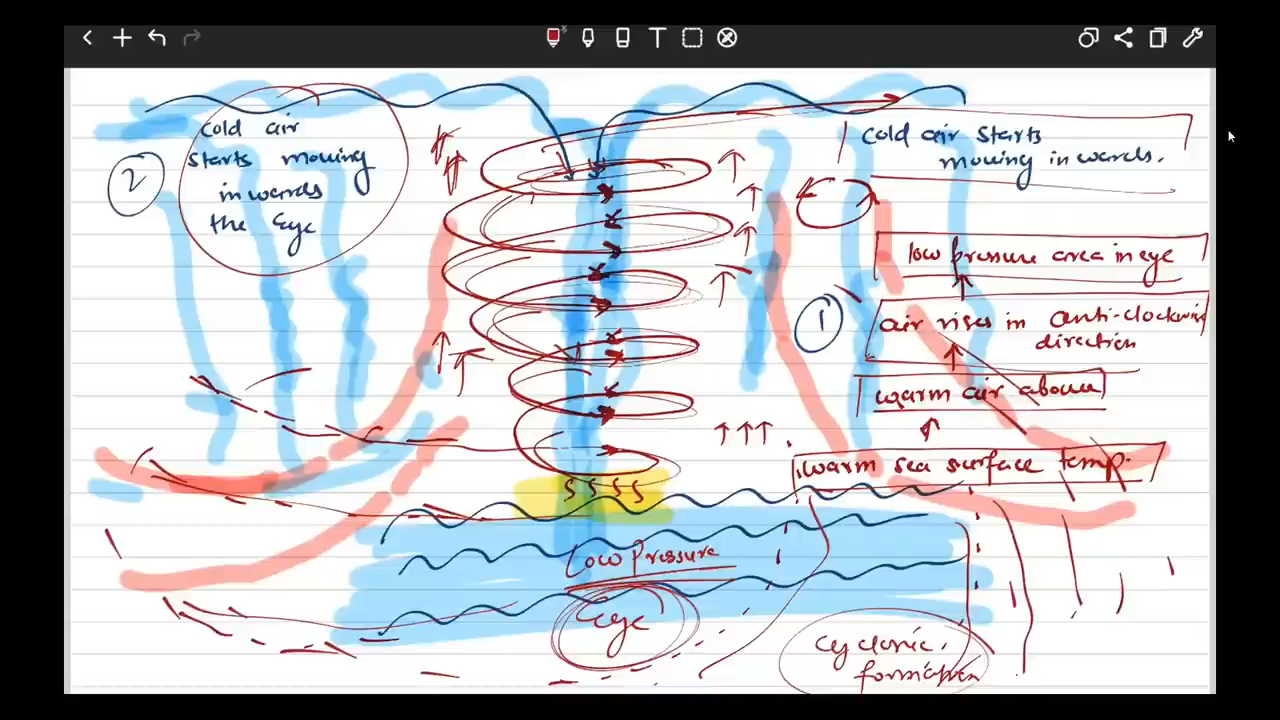 Cold air
starts moving
inwards
the Eye
2
Cold air starts
moving inwards.
low pressure area in eye
1
air rises in anti-clockwise
direction
warm air above
warm sea surface temp.
Low Pressure
Eye
cyclonic
formation